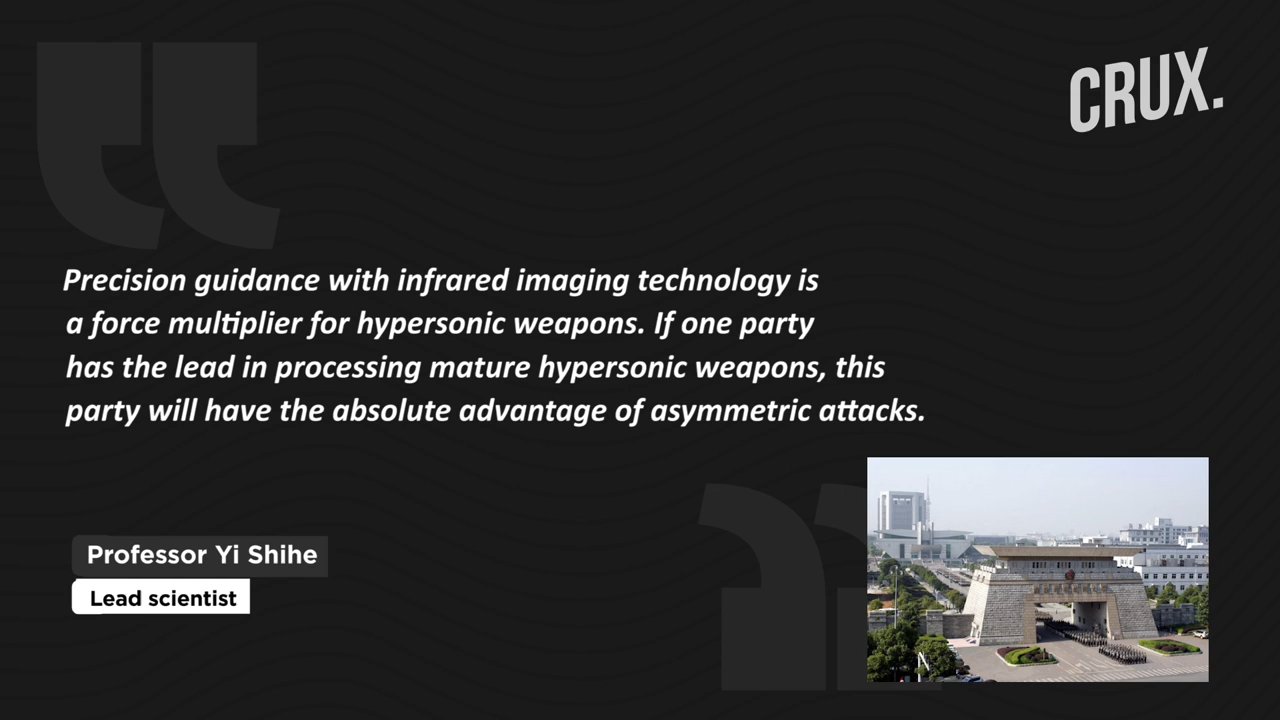 CRUX.
Precision guidance with infrared imaging technology is
a force multiplier for hypersonic weapons. If one party
has the lead in processing mature hypersonic weapons, this
party will have the absolute advantage of asymmetric attacks.
Professor Yi Shihe
Lead scientist